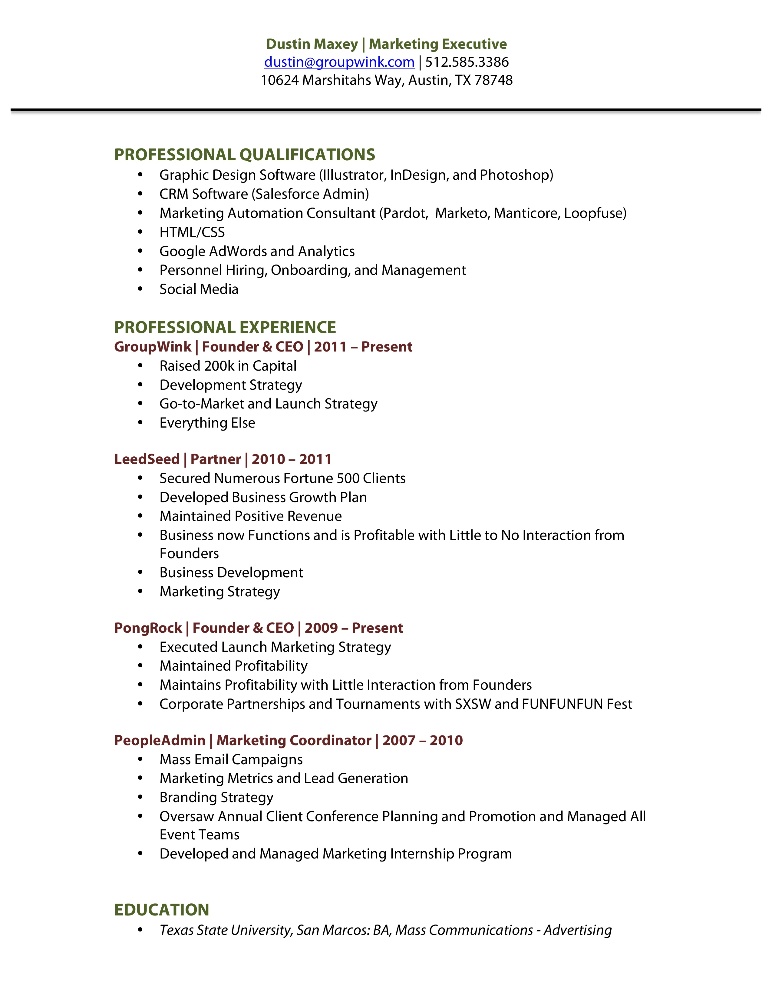 Dustin Maxey | Marketing Executive
dustin@groupwink.com | 512.585.3386
10624 Marshitahs Way, Austin, TX 78748
PROFESSIONAL QUALIFICATIONS
• Graphic Design Software (Illustrator, InDesign, and Photoshop)
• CRM Software (Salesforce Admin)
• Marketing Automation Consultant (Pardot, Marketo, Manticore, Loopfuse)
• HTML/CSS
• Google AdWords and Analytics
• Personnel Hiring, Onboarding, and Management
• Social Media
PROFESSIONAL EXPERIENCE
GroupWink | Founder & CEO | 2011 – Present
• Raised 200k in Capital
• Development Strategy
• Go-to-Market and Launch Strategy
• Everything Else
LeedSeed | Partner | 2010 – 2011
• Secured Numerous Fortune 500 Clients
• Developed Business Growth Plan
• Maintained Positive Revenue
• Business now Functions and is Profitable with Little to No Interaction from
Founders
• Business Development
• Marketing Strategy
PongRock | Founder & CEO | 2009 – Present
• Executed Launch Marketing Strategy
• Maintained Profitability
• Maintains Profitability with Little Interaction from Founders
• Corporate Partnerships and Tournaments with SXSW and FUNFUNFUN Fest
PeopleAdmin | Marketing Coordinator | 2007 – 2010
• Mass Email Campaigns
• Marketing Metrics and Lead Generation
• Branding Strategy
• Oversaw Annual Client Conference Planning and Promotion and Managed All
Event Teams
• Developed and Managed Marketing Internship Program
EDUCATION
• Texas State University, San Marcos: BA, Mass Communications - Advertising